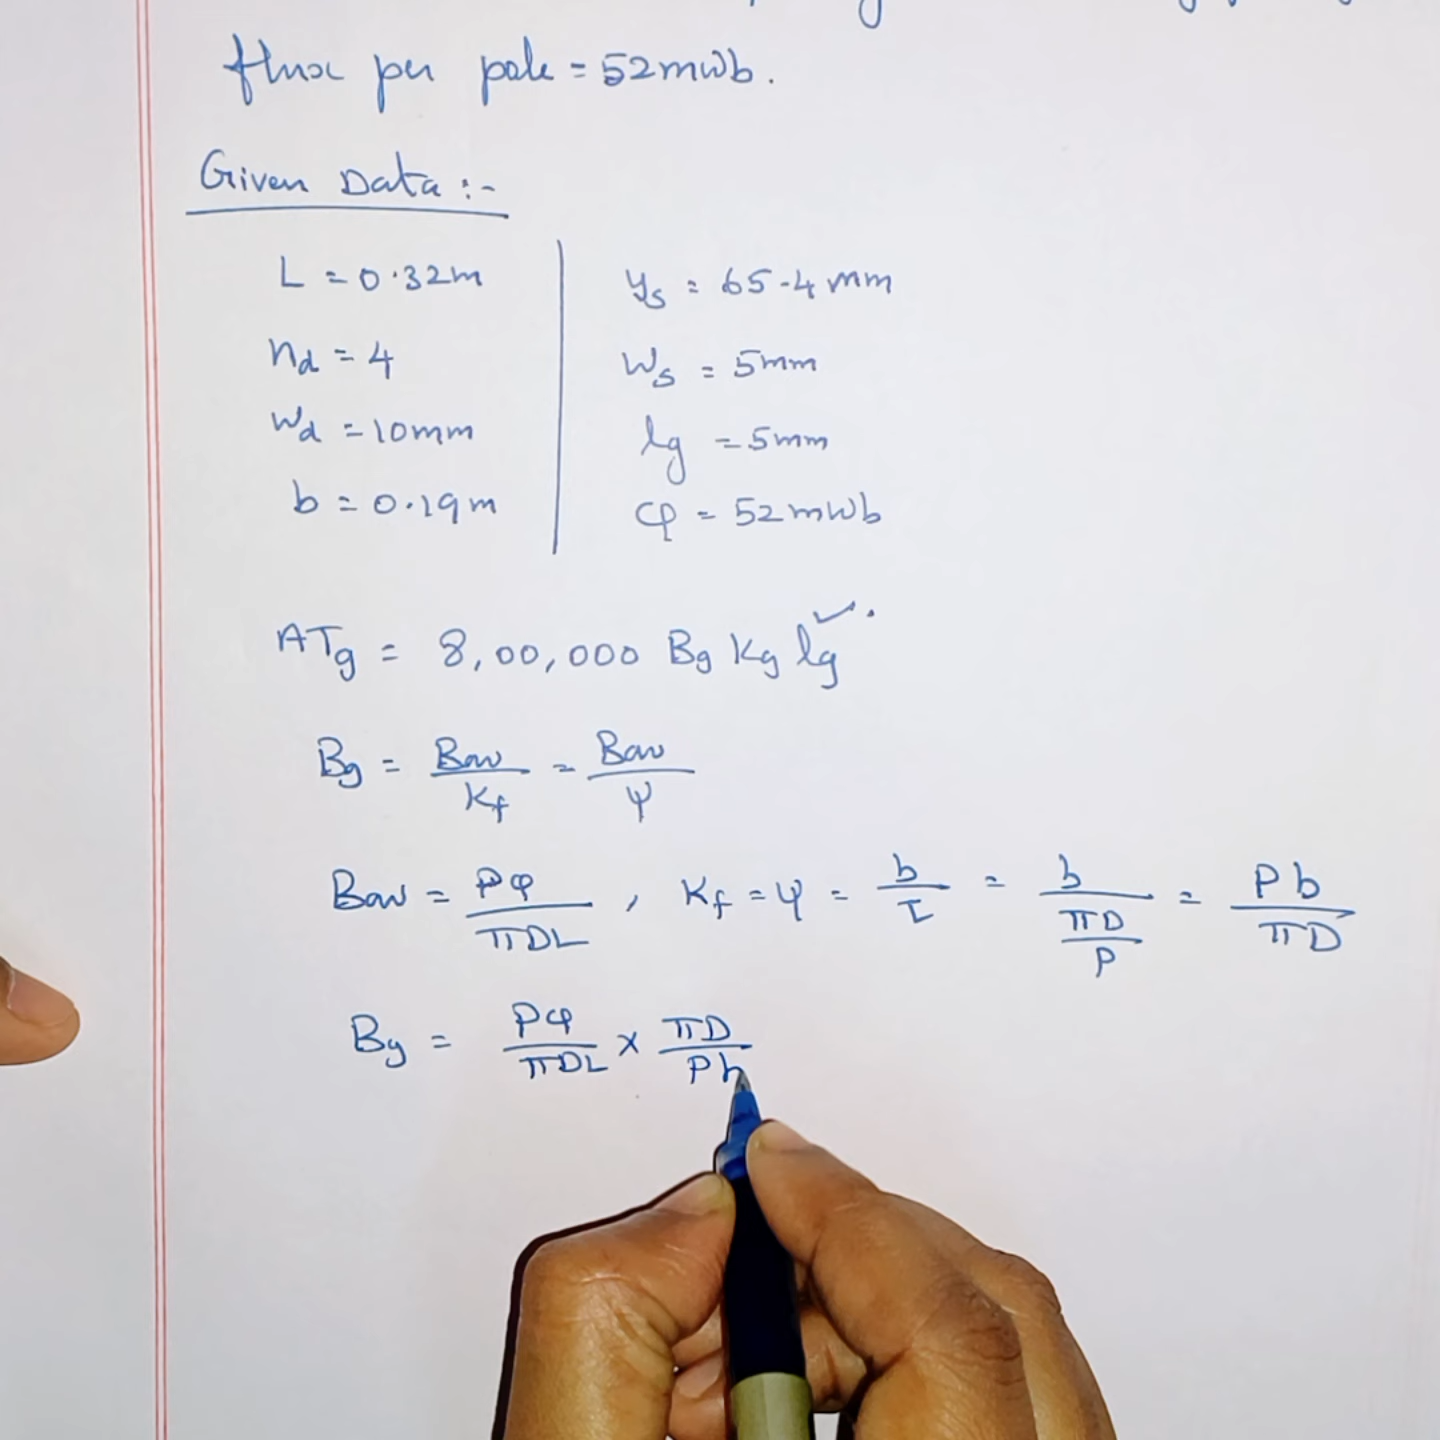 flux per pole = 52mWb.
Given Data :-
L = 0.32m
nd = 4
Wd = 10mm
b = 0.19m
ys = 65.4 mm
Ws = 5mm
lg = 5mm
φ = 52mWb
ATg = 8,00,000 Bg Kg lg ✓.
Bg = Bav/Kf = Bav/ψ
Bav = Pφ/πDL , Kf = ψ = b/τ = b/(πD/P) = Pb/πD
Bg = Pφ/πDL × πD/Pb